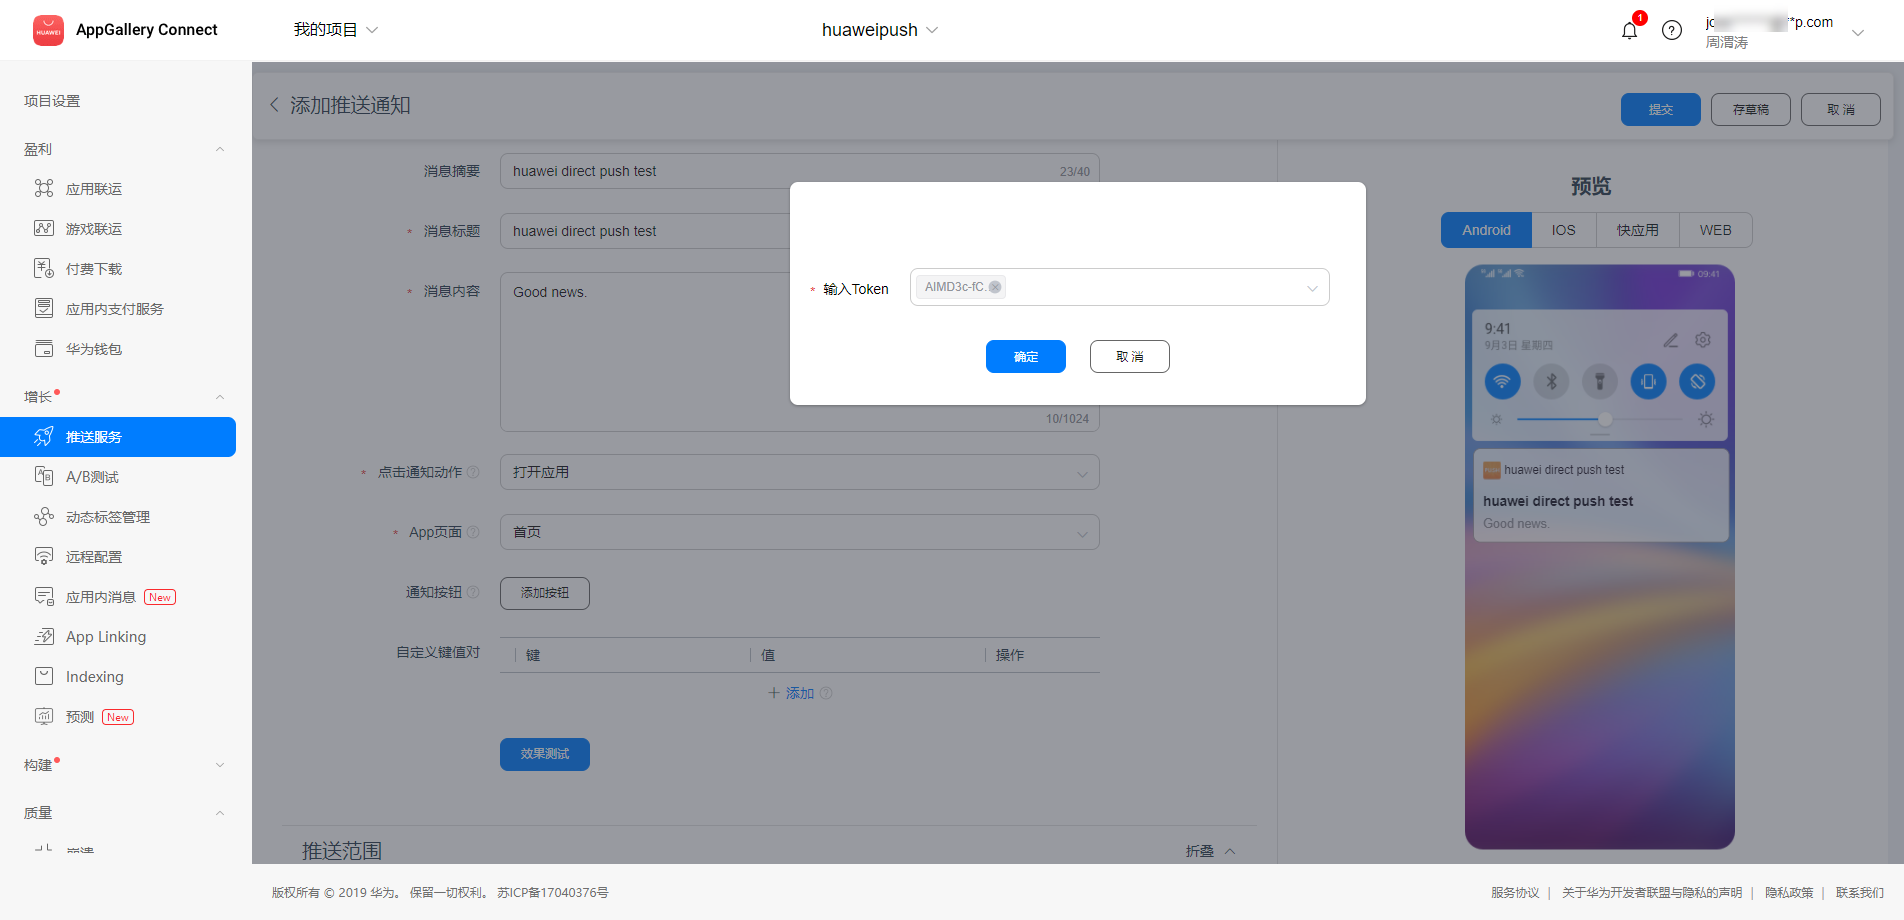 HUAWEI AppGallery Connect
我的项目
huaweipush
1
周渭涛
项目设置
盈利
应用联运
游戏联运
付费下载
应用内支付服务
华为钱包
增长
推送服务
A/B测试
动态标签管理
远程配置
应用内消息 New
App Linking
Indexing
预测 New
构建
质量
添加推送通知
提交 存草稿 取 消
消息摘要 huawei direct push test 23/40
* 消息标题 huawei direct push test
* 消息内容 Good news.
10/1024
* 点击通知动作 打开应用
* App页面 首页
通知按钮 添加按钮
自定义键值对 键 值 操作
+ 添加
效果测试
推送范围 折叠
* 输入Token AIMD3c-fC.
确定 取 消
预览
Android IOS 快应用 WEB
09:41
9:41
9月3日 星期四
huawei direct push test
huawei direct push test
Good news.
版权所有 © 2019 华为。 保留一切权利。 苏ICP备17040376号
服务协议 | 关于华为开发者联盟与隐私的声明 | 隐私政策 | 联系我们